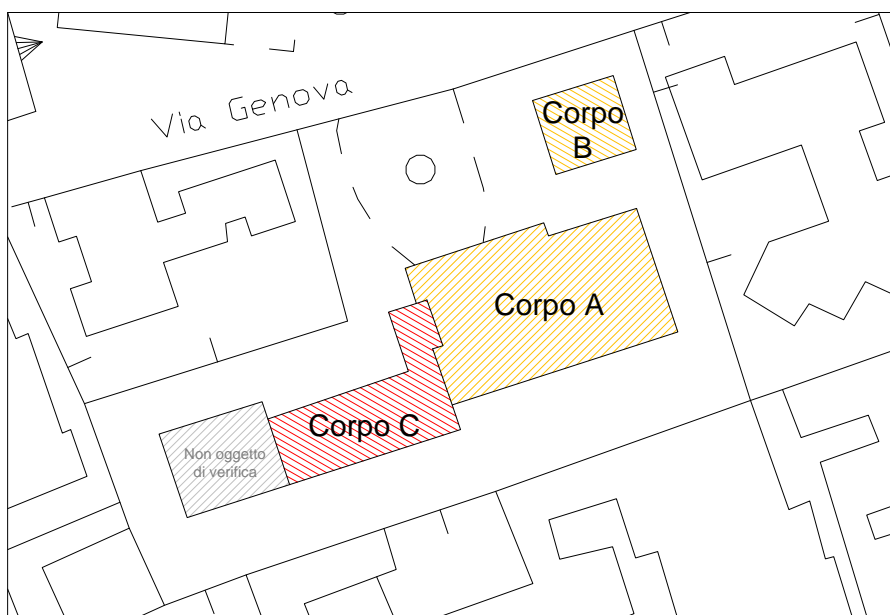 Via Genova
Corpo
B
Corpo A
Corpo C
Non oggetto
di verifica